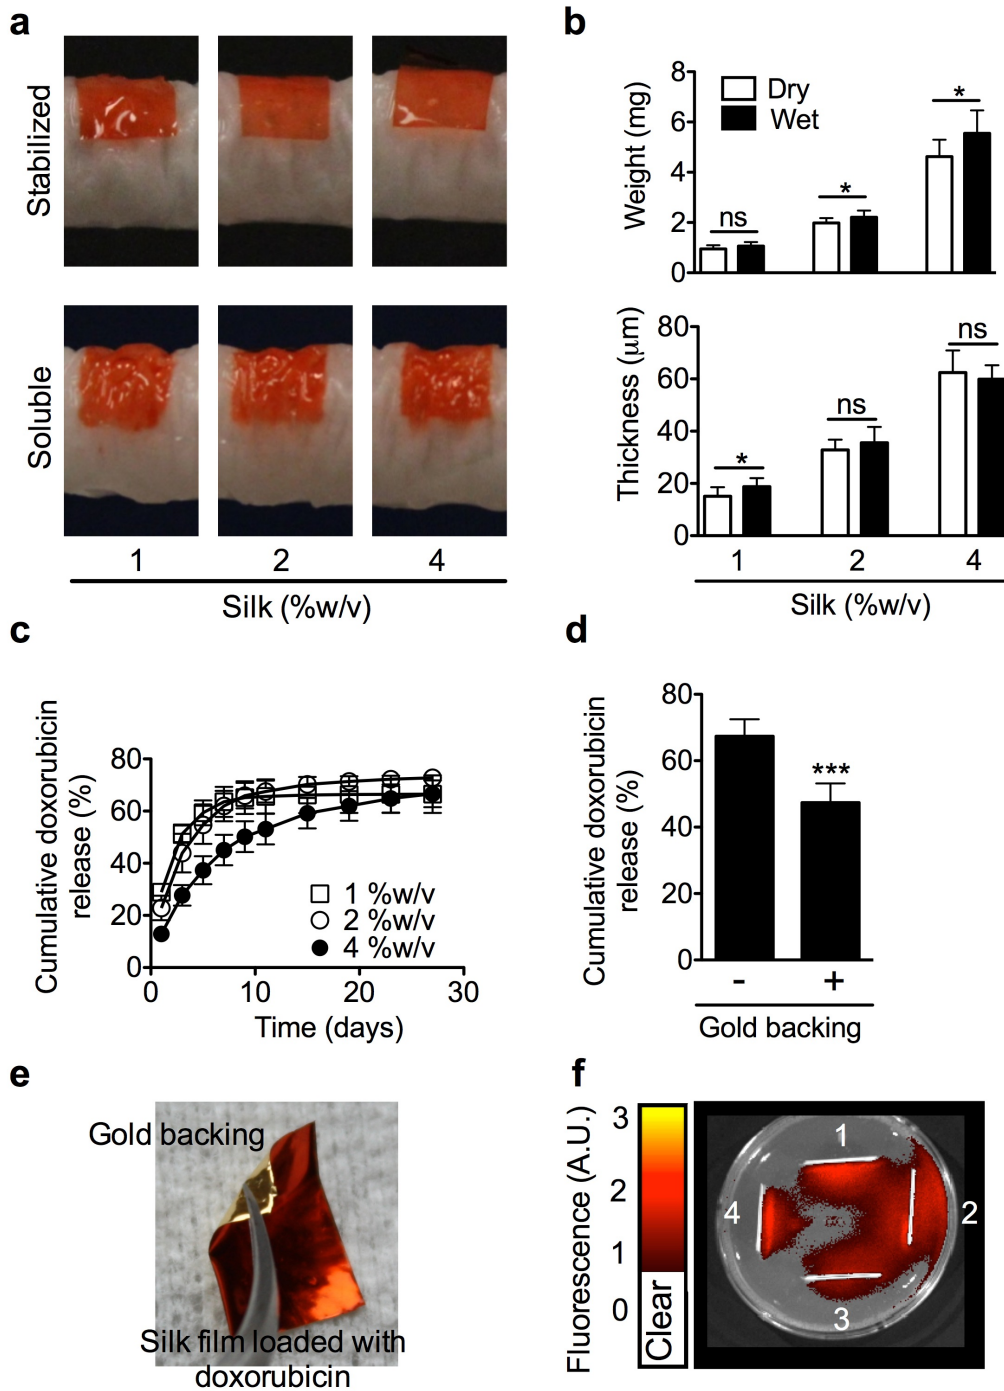 a
Stabilized
Soluble
1
2
4
Silk (%w/v)
b
Weight (mg)
8
6
4
2
0
Dry
Wet
ns
*
*
Thickness (μm)
80
60
40
20
0
*
ns
ns
1
2
4
Silk (%w/v)
c
Cumulative doxorubicin
release (%)
80
60
40
20
0
1 %w/v
2 %w/v
4 %w/v
0
10
20
30
Time (days)
d
Cumulative doxorubicin
release (%)
80
60
40
20
0
***
-
+
Gold backing
e
Gold backing
Silk film loaded with
doxorubicin
f
Fluorescence (A.U.)
3
2
1
0
Clear
1
2
3
4